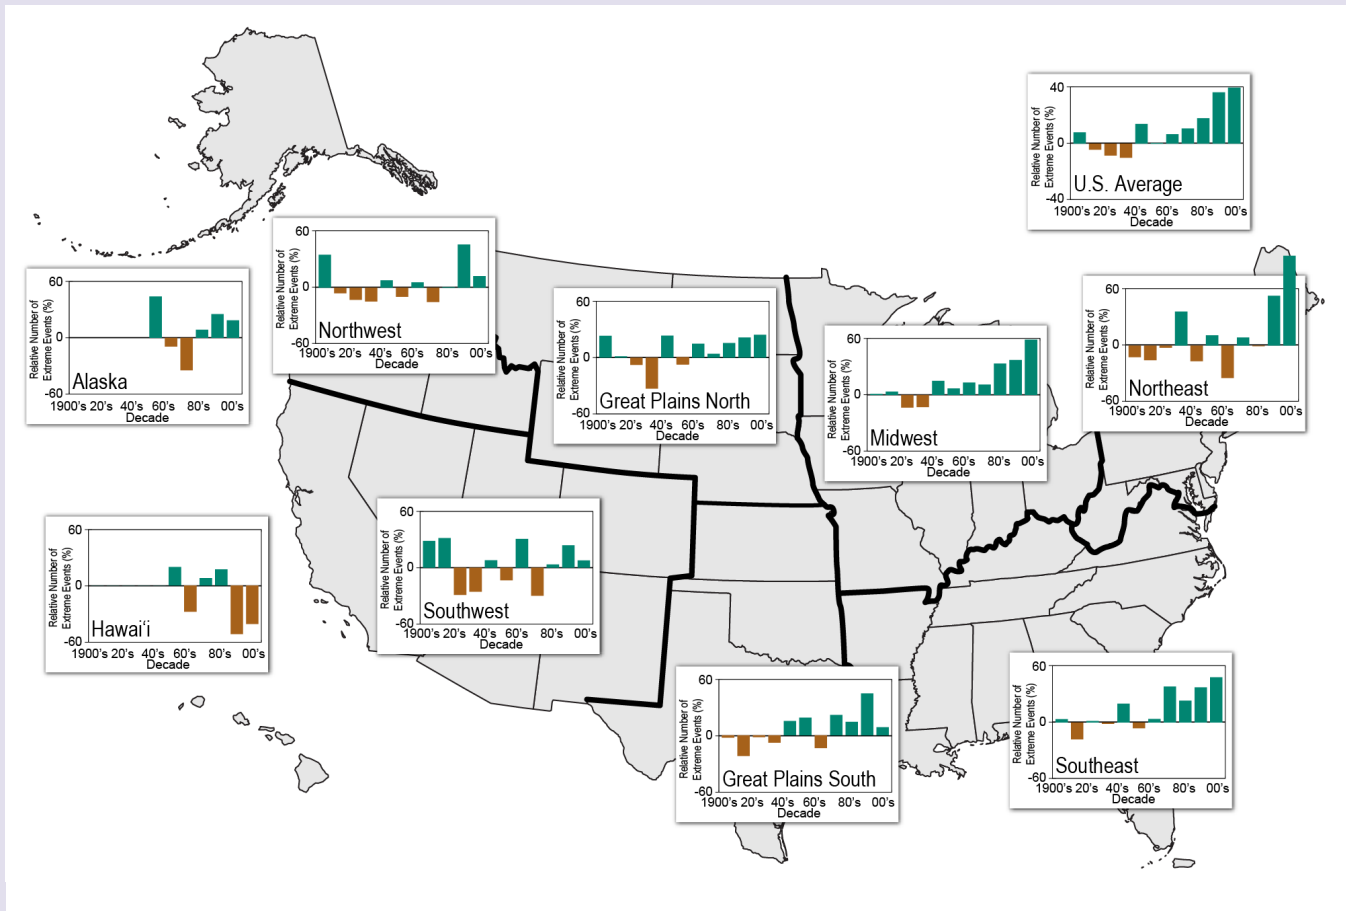 40
0
-40
Relative Number of
Extreme Events (%)
U.S. Average
1900's 20's 40's 60's 80's 00's
Decade
60
0
-60
Relative Number of
Extreme Events (%)
Northwest
1900's 20's 40's 60's 80's 00's
Decade
60
0
-60
Relative Number of
Extreme Events (%)
Alaska
1900's 20's 40's 60's 80's 00's
Decade
60
0
-60
Relative Number of
Extreme Events (%)
Great Plains North
1900's 20's 40's 60's 80's 00's
Decade
60
0
-60
Relative Number of
Extreme Events (%)
Midwest
1900's 20's 40's 60's 80's 00's
Decade
60
0
-60
Relative Number of
Extreme Events (%)
Northeast
1900's 20's 40's 60's 80's 00's
Decade
60
0
-60
Relative Number of
Extreme Events (%)
Hawai‘i
1900's 20's 40's 60's 80's 00's
Decade
60
0
-60
Relative Number of
Extreme Events (%)
Southwest
1900's 20's 40's 60's 80's 00's
Decade
60
0
-60
Relative Number of
Extreme Events (%)
Great Plains South
1900's 20's 40's 60's 80's 00's
Decade
60
0
-60
Relative Number of
Extreme Events (%)
Southeast
1900's 20's 40's 60's 80's 00's
Decade